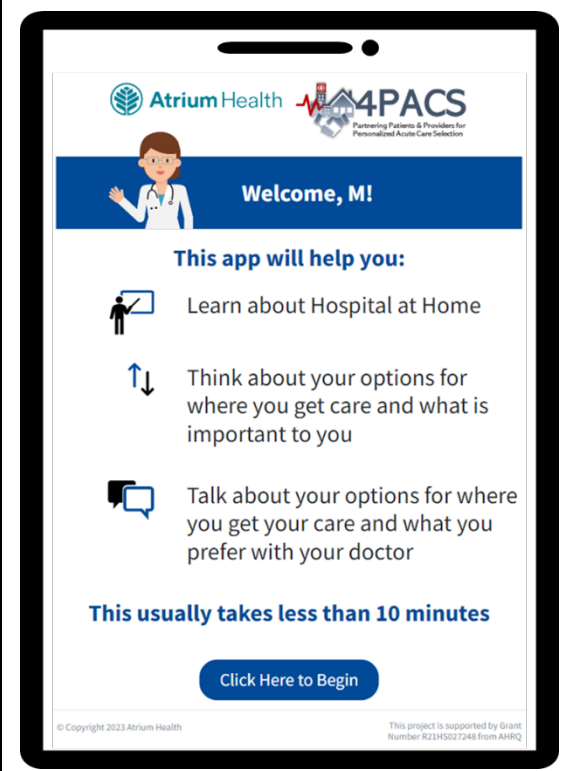 Atrium Health
4PACS
Partnering Patients & Providers for
Personalized Acute Care Selection
Welcome, M!
This app will help you:
Learn about Hospital at Home
Think about your options for
where you get care and what is
important to you
Talk about your options for where
you get your care and what you
prefer with your doctor
This usually takes less than 10 minutes
Click Here to Begin
© Copyright 2023 Atrium Health
This project is supported by Grant
Number R21HS027248 from AHRQ